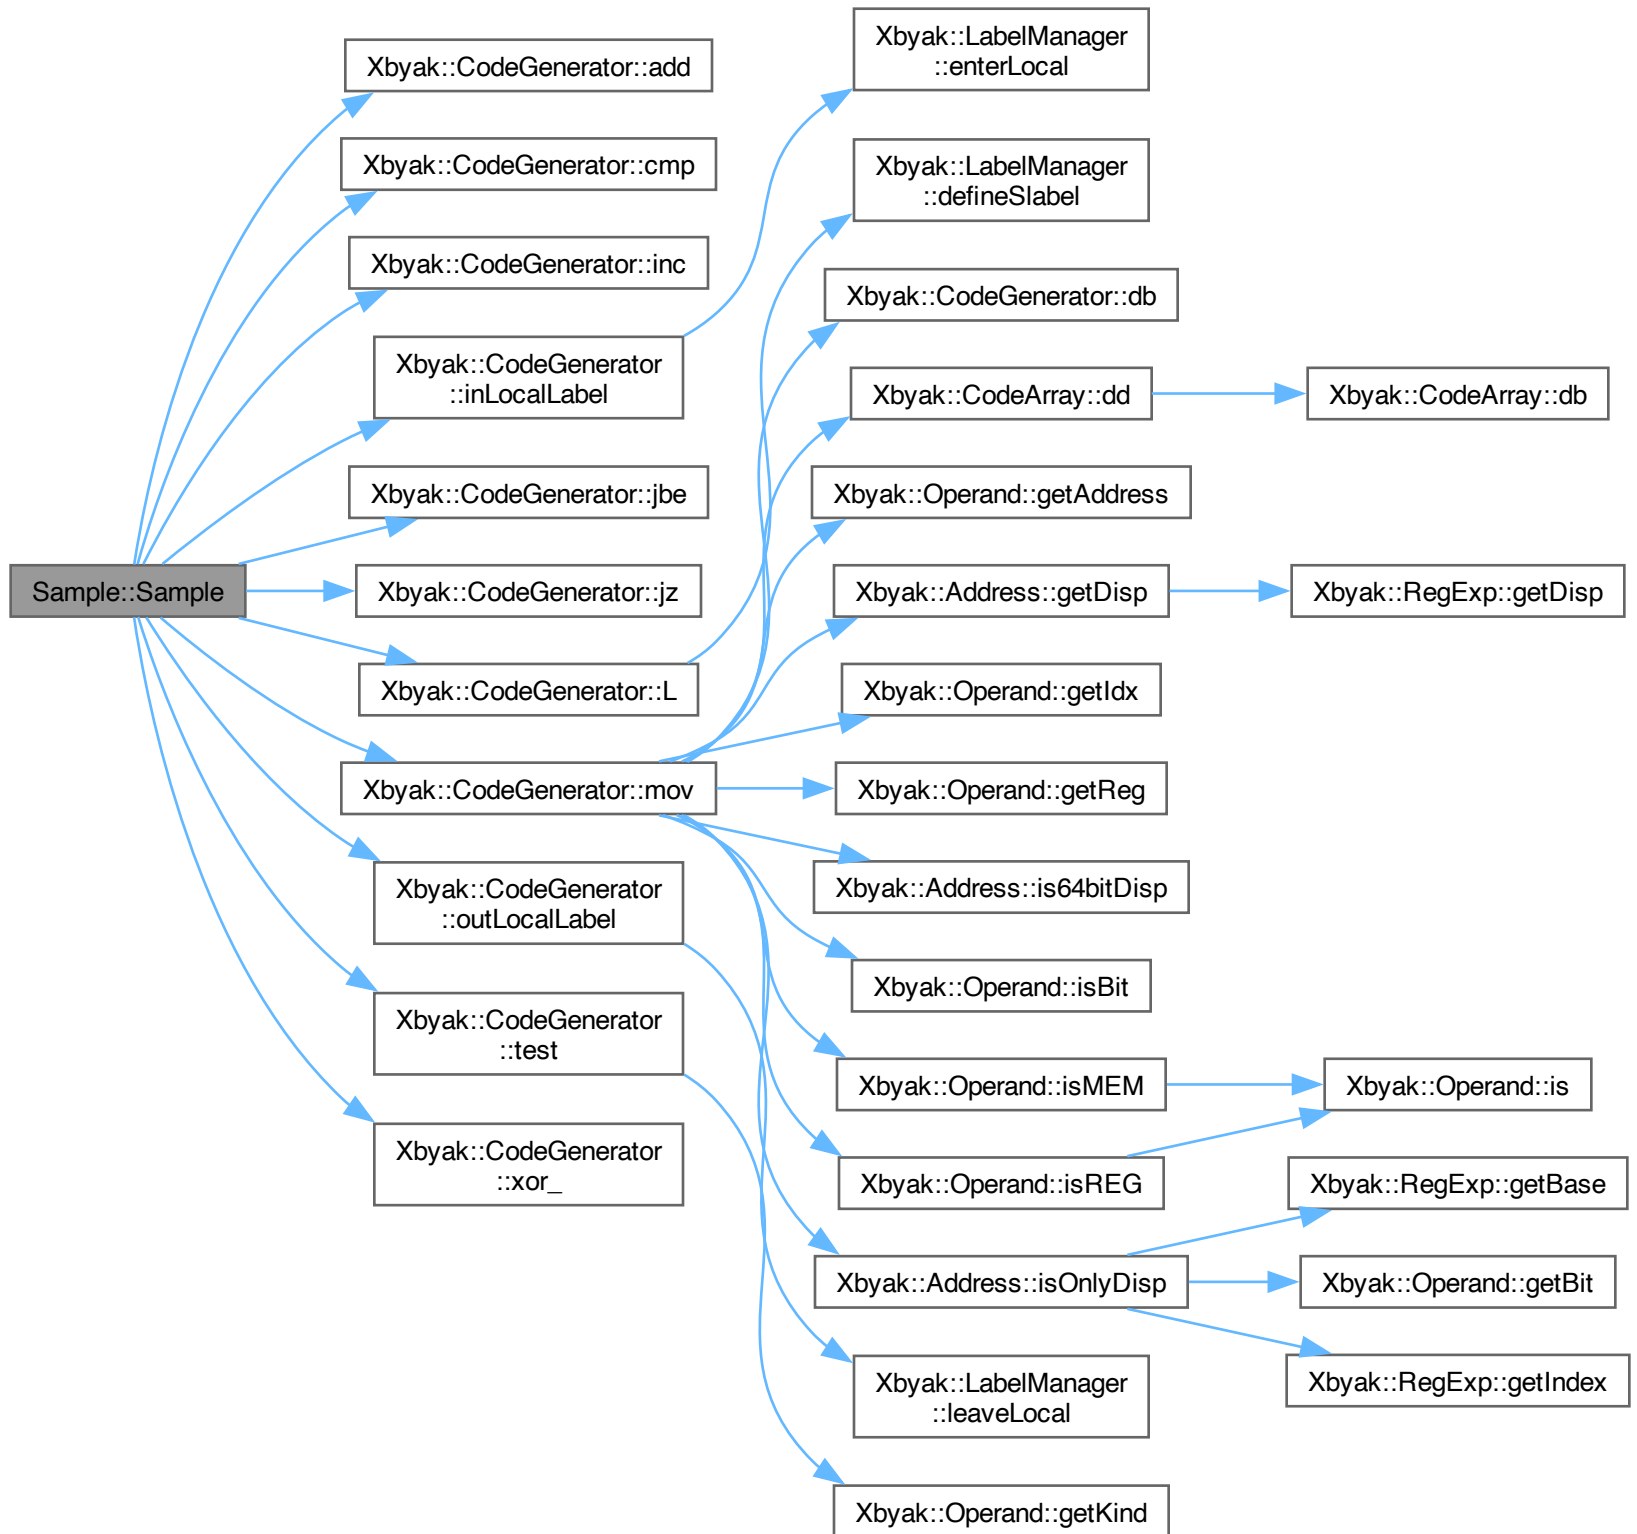 Sample::Sample
Xbyak::CodeGenerator::add
Xbyak::CodeGenerator::cmp
Xbyak::CodeGenerator::inc
Xbyak::CodeGenerator
::inLocalLabel
Xbyak::CodeGenerator::jbe
Xbyak::CodeGenerator::jz
Xbyak::CodeGenerator::L
Xbyak::CodeGenerator::mov
Xbyak::CodeGenerator
::outLocalLabel
Xbyak::CodeGenerator
::test
Xbyak::CodeGenerator
::xor_
Xbyak::LabelManager
::enterLocal
Xbyak::LabelManager
::defineSlabel
Xbyak::CodeGenerator::db
Xbyak::CodeArray::dd
Xbyak::Operand::getAddress
Xbyak::Address::getDisp
Xbyak::Operand::getIdx
Xbyak::Operand::getReg
Xbyak::Address::is64bitDisp
Xbyak::Operand::isBit
Xbyak::Operand::isMEM
Xbyak::Operand::isREG
Xbyak::Address::isOnlyDisp
Xbyak::LabelManager
::leaveLocal
Xbyak::Operand::getKind
Xbyak::CodeArray::db
Xbyak::RegExp::getDisp
Xbyak::Operand::is
Xbyak::RegExp::getBase
Xbyak::Operand::getBit
Xbyak::RegExp::getIndex